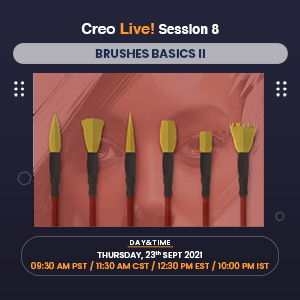 Creo Live! Session 8
BRUSHES BASICS II
DAY&TIME
THURSDAY, 23th SEPT 2021
09:30 AM PST / 11:30 AM CST / 12:30 PM EST / 10:00 PM IST